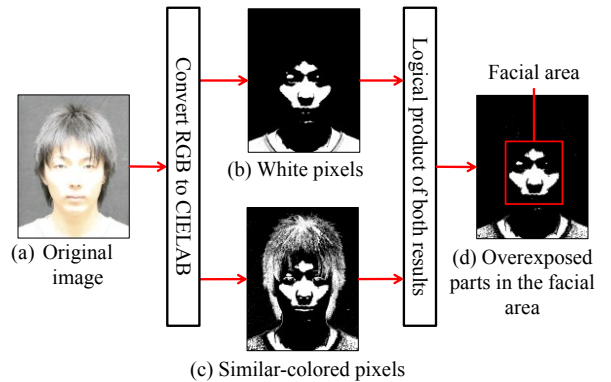 (a) Original
image
Convert RGB to CIELAB
(b) White pixels
(c) Similar-colored pixels
Logical product of both results
Facial area
(d) Overexposed
parts in the facial
area